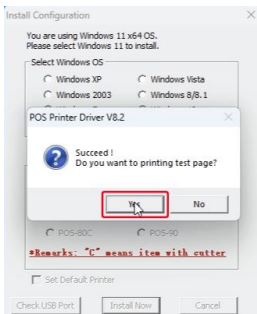 Install Configuration
You are using Windows 11 x64 OS.
Please select Windows 11 to install.
Select Windows OS
Windows XP Windows Vista
Windows 2003 Windows 8/8.1
POS Printer Driver V8.2
Succeed !
Do you want to printing test page?
Yes No
POS-80C POS-90
*Remarks: "C" means item with cutter
Set Default Printer
Check USB Port Install Now Cancel